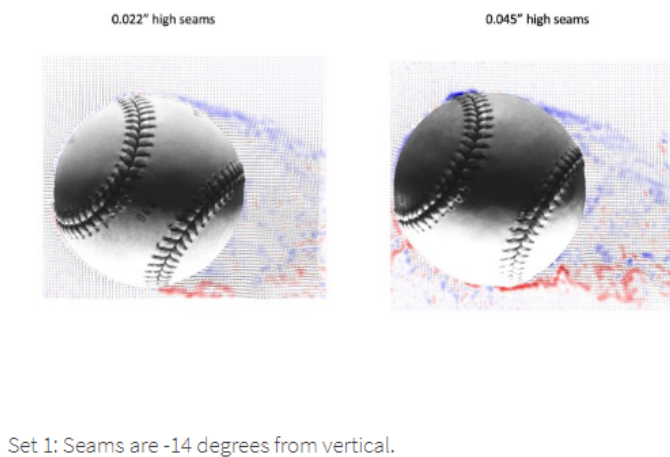 0.022” high seams
0.045” high seams
Set 1: Seams are -14 degrees from vertical.